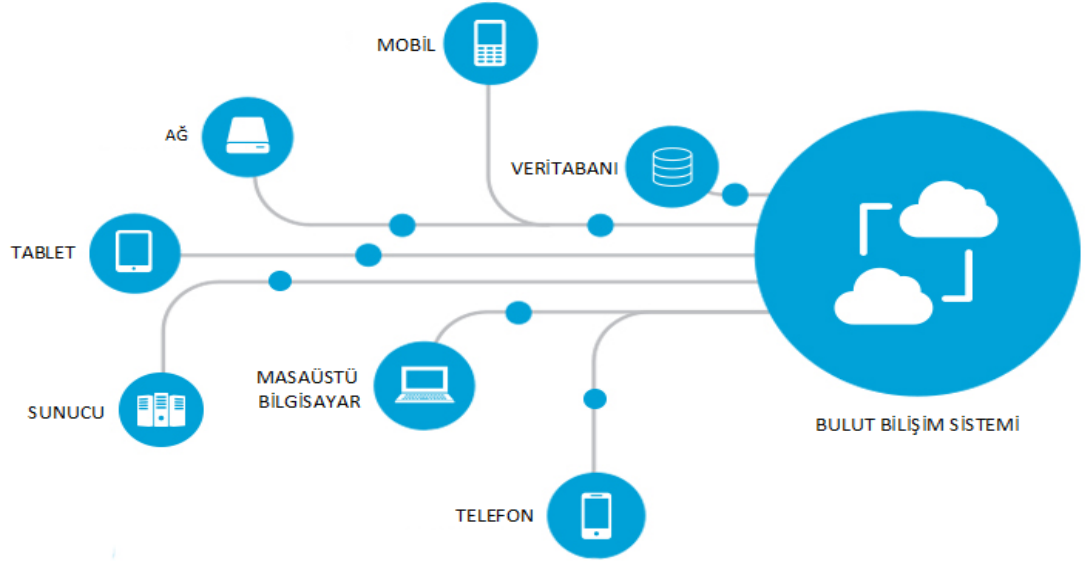 MOBİL
AĞ
VERİTABANI
TABLET
MASAÜSTÜ
BİLGİSAYAR
SUNUCU
BULUT BİLİŞİM SİSTEMİ
TELEFON